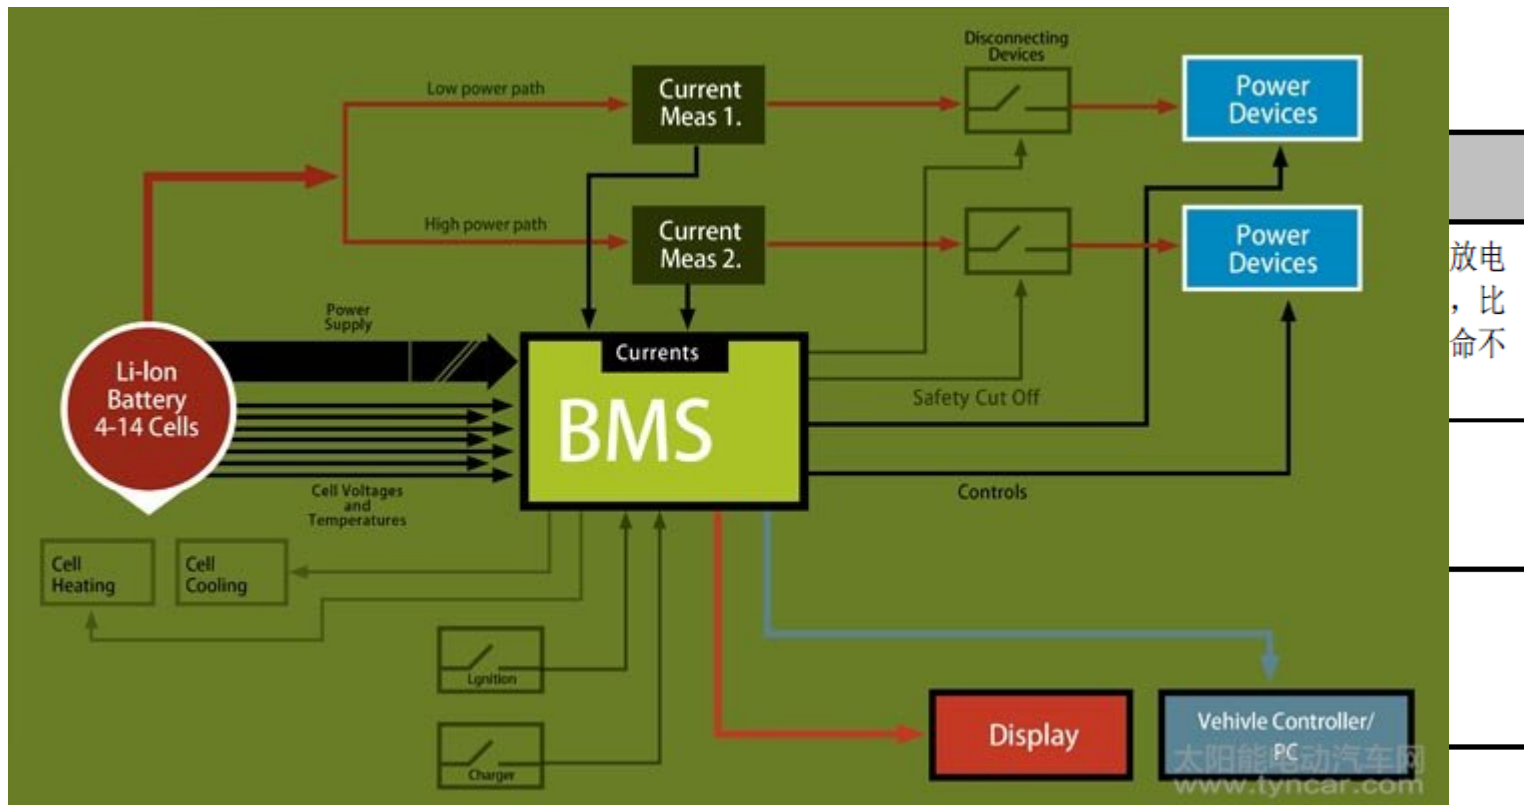 Disconnecting
Devices
Low power path
Current
Meas 1.
Power
Devices
High power path
Current
Meas 2.
Power
Devices
放电
，比
命不
Power
Supply
Currents
BMS
Li-Ion
Battery
4-14 Cells
Safety Cut Off
Cell Voltages
and
Temperatures
Controls
Cell
Heating
Cell
Cooling
Lgnition
Charger
Display
Vehivle Controller/
PC
太阳能电动汽车网
www.tyncar.com